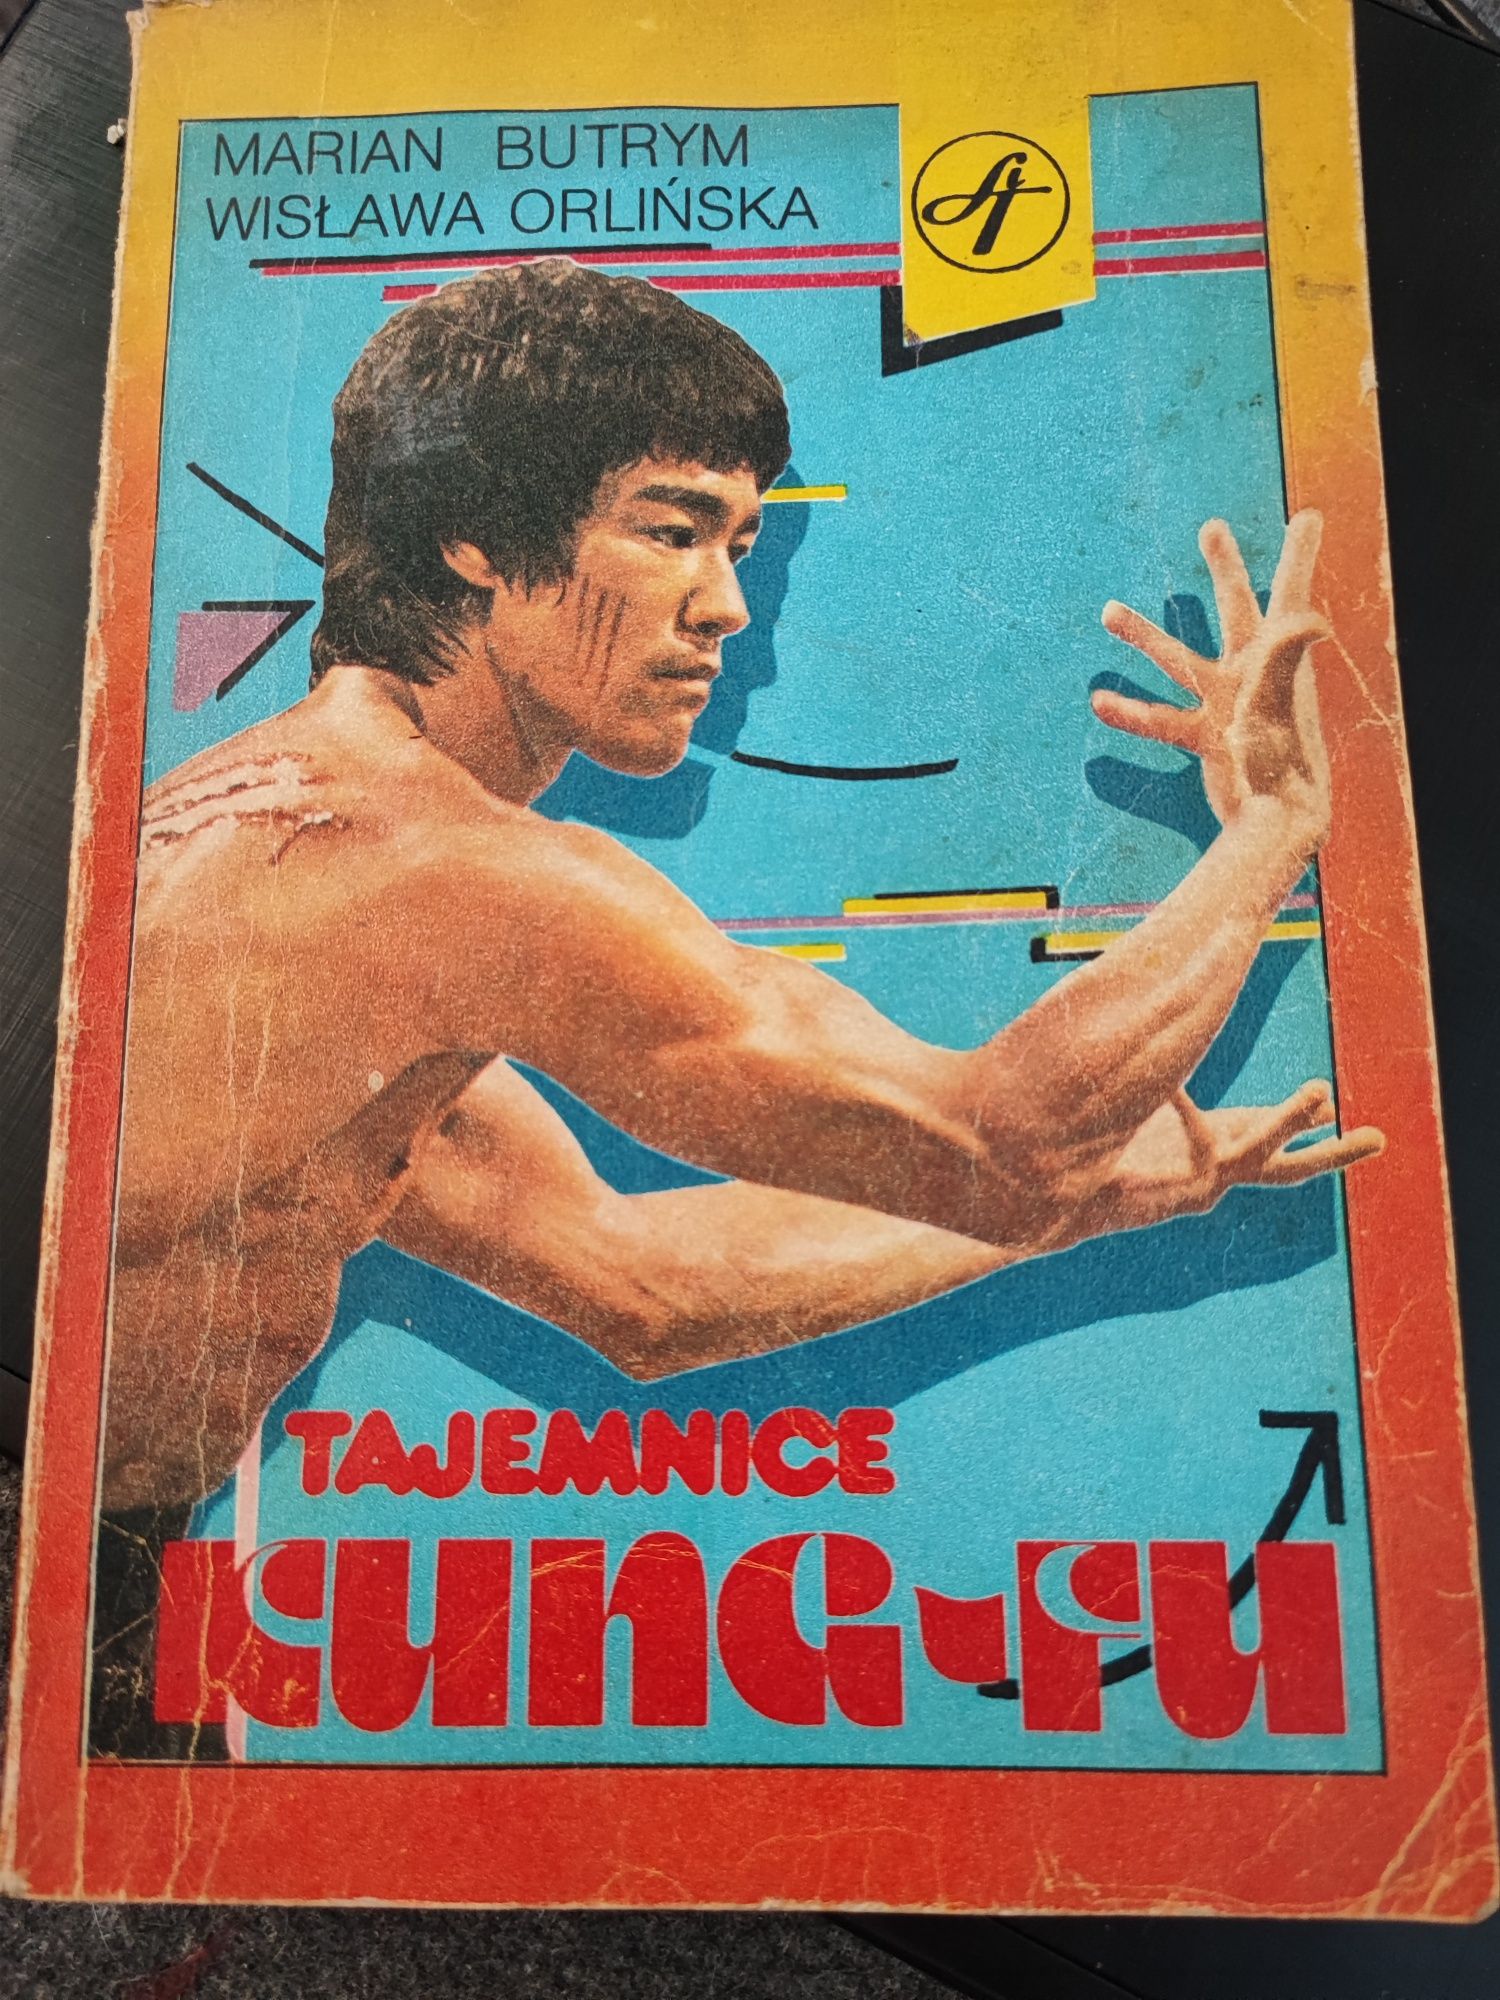 MARIAN BUTRYM
WISŁAWA ORLIŃSKA
TAJEMNICE
KUNG-FU